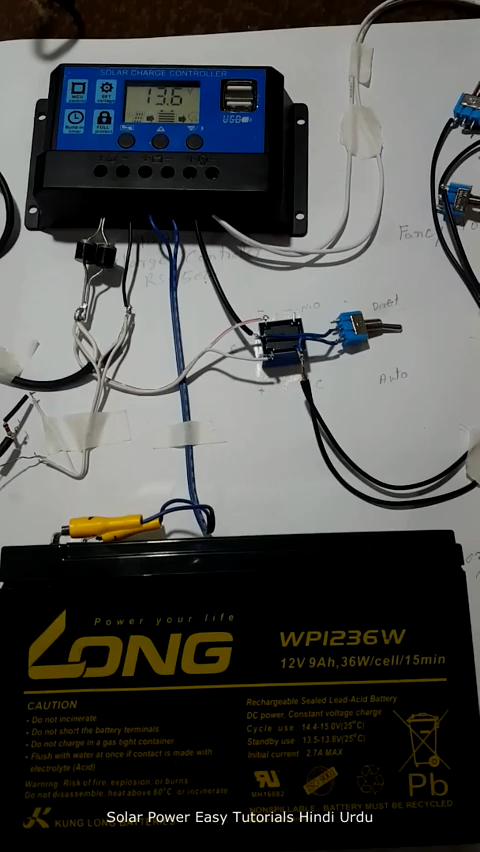 SOLAR CHARGE CONTROLLER
13.6
USB
NO
Diret
C
Auto
Power your life
LONG
WP1236W
12V 9Ah,36W/cell/15min
CAUTION
- Do not incinerate
- Do not short the battery terminals
- Do not charge in a gas tight container
- Flush with water at once if contact is made with
electrolyte (Acid)
Warning: Risk of fire, explosion, or burns
Do not disassemble, heat above 60°C, or incinerate
KUNG LONG BATTERIES
Rechargeable Sealed Lead-Acid Battery
DC power, Constant voltage charge
Cycle use 14.4-15.0V(25°C)
Standby use 13.5-13.8V(25°C)
Initial current 2.7A MAX
MH16982
Pb
NONSPILLABLE BATTERY MUST BE RECYCLED
Solar Power Easy Tutorials Hindi Urdu